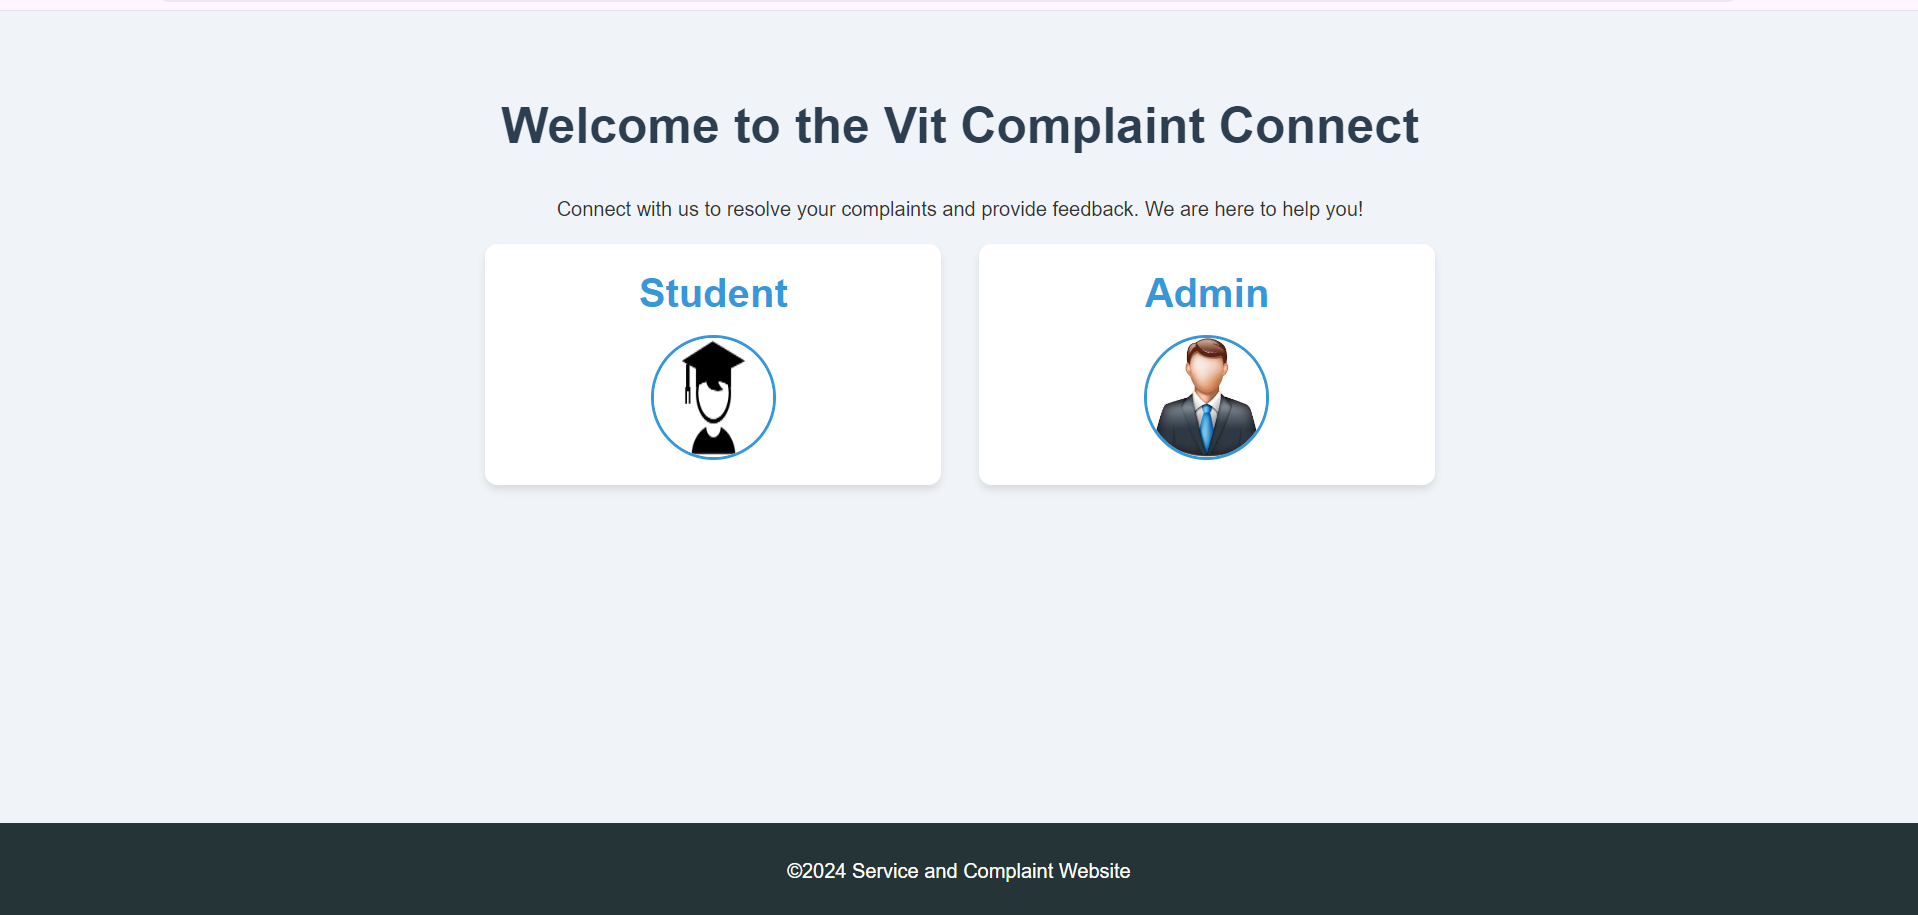 Welcome to the Vit Complaint Connect
Connect with us to resolve your complaints and provide feedback. We are here to help you!
Student
Admin
©2024 Service and Complaint Website